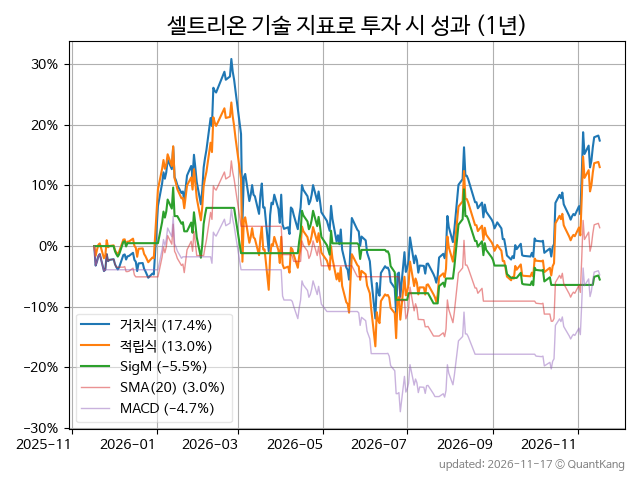 셀트리온 기술 지표로 투자 시 성과 (1년)
30%
20%
10%
0%
−10%
−20%
−30%
거치식 (17.4%)
적립식 (13.0%)
SigM (−5.5%)
SMA(20) (3.0%)
MACD (−4.7%)
2025-11
2026-01
2026-03
2026-05
2026-07
2026-09
2026-11
updated: 2026-11-17 © QuantKang